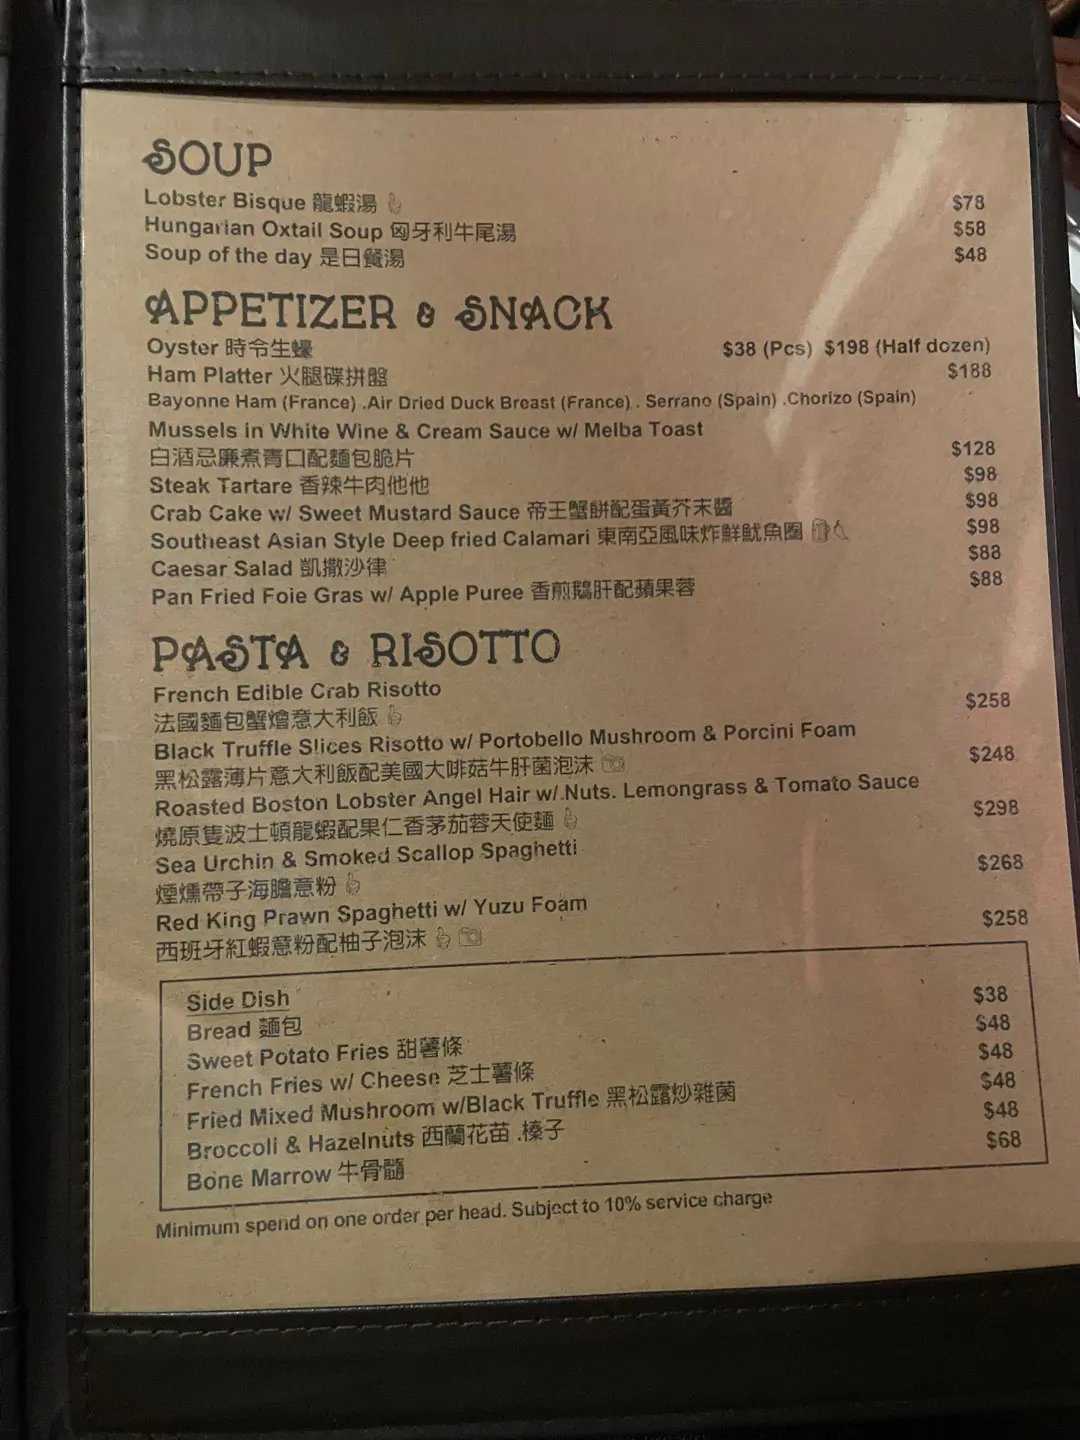 SOUP
Lobster Bisque 龍蝦湯 $78
Hungarian Oxtail Soup 匈牙利牛尾湯 $58
Soup of the day 是日餐湯 $48
APPETIZER & SNACK
Oyster 時令生蠔 $38 (Pcs) $198 (Half dozen)
Ham Platter 火腿碟拼盤 $188
Bayonne Ham (France) .Air Dried Duck Breast (France) . Serrano (Spain) .Chorizo (Spain)
Mussels in White Wine & Cream Sauce w/ Melba Toast
白酒忌廉煮青口配麵包脆片 $128
Steak Tartare 香辣牛肉他他 $98
Crab Cake w/ Sweet Mustard Sauce 帝王蟹餅配蛋黃芥末醬 $98
Southeast Asian Style Deep fried Calamari 東南亞風味炸鮮魷魚圈 $98
Caesar Salad 凱撒沙律 $88
Pan Fried Foie Gras w/ Apple Puree 香煎鵝肝配蘋果蓉 $88
PASTA & RISOTTO
French Edible Crab Risotto
法國麵包蟹燴意大利飯 $258
Black Truffle Slices Risotto w/ Portobello Mushroom & Porcini Foam
黑松露薄片意大利飯配美國大啡菇牛肝菌泡沫 $248
Roasted Boston Lobster Angel Hair w/.Nuts. Lemongrass & Tomato Sauce
燒原隻波士頓龍蝦配果仁香茅茄蓉天使麵 $298
Sea Urchin & Smoked Scallop Spaghetti
煙燻帶子海膽意粉 $268
Red King Prawn Spaghetti w/ Yuzu Foam
西班牙紅蝦意粉配柚子泡沫 $258
Side Dish
Bread 麵包 $38
Sweet Potato Fries 甜薯條 $48
French Fries w/ Cheese 芝士薯條 $48
Fried Mixed Mushroom w/Black Truffle 黑松露炒雜菌 $48
Broccoli & Hazelnuts 西蘭花苗 .榛子 $48
Bone Marrow 牛骨髓 $68
Minimum spend on one order per head. Subject to 10% service charge